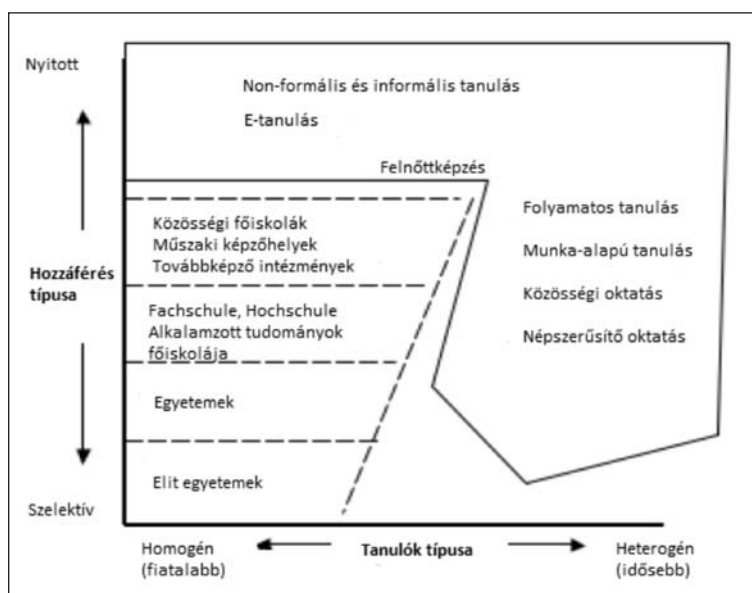 Nyitott
Non-formális és informális tanulás
E-tanulás
Felnőttképzés
Közösségi főiskolák
Műszaki képzőhelyek
Továbbképző intézmények
Folyamatos tanulás
Munka-alapú tanulás
Közösségi oktatás
Népszerűsítő oktatás
Hozzáférés
típusa
Fachschule, Hochschule
Alkalamzott tudományok
főiskolája
Egyetemek
Elit egyetemek
Szelektív
Homogén
(fiatalabb)
Tanulók típusa
Heterogén
(idősebb)